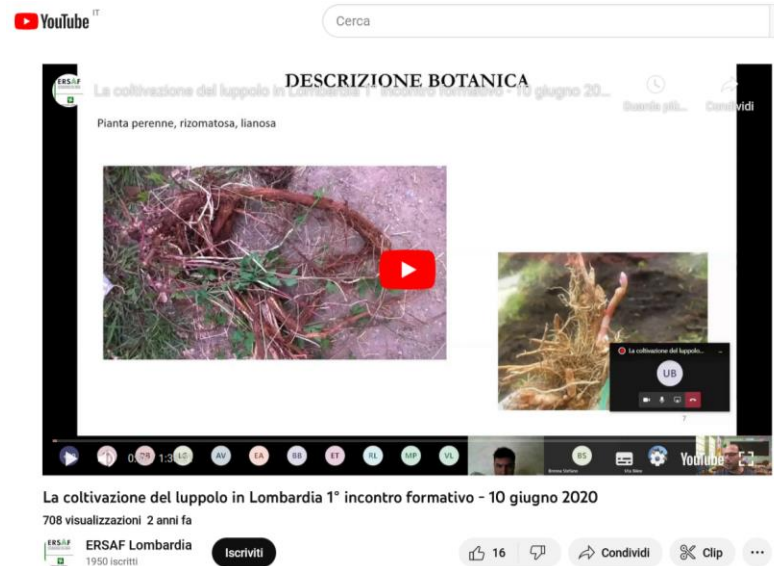 YouTube IT
Cerca
ERSAF
DESCRIZIONE BOTANICA
La coltivazione del luppolo in Lombardia 1° incontro formativo - 10 giugno 20...
Guarda più... Condividi
Pianta perenne, rizomatosa, lianosa
La coltivazione del luppolo...
UB
7
AV EA BB ET RL MP VL BS YouTube
La coltivazione del luppolo in Lombardia 1° incontro formativo - 10 giugno 2020
708 visualizzazioni 2 anni fa
ERSAF
ERSAF Lombardia
1950 iscritti
Iscriviti
16
Condividi
Clip